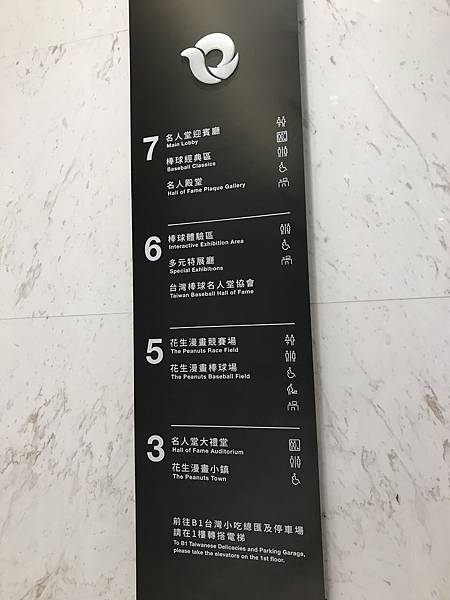 7
名人堂迎賓廳
Main Lobby
棒球經典區
Baseball Classics
名人殿堂
Hall of Fame Plaque Gallery
6
棒球體驗區
Interactive Exhibition Area
多元特展廳
Special Exhibitions
台灣棒球名人堂協會
Taiwan Baseball Hall of Fame
5
花生漫畫競賽場
The Peanuts Race Field
花生漫畫棒球場
The Peanuts Baseball Field
3
名人堂大禮堂
Hall of Fame Auditorium
花生漫畫小鎮
The Peanuts Town
前往B1台灣小吃總匯及停車場
請在1樓轉搭電梯
To B1 Taiwanese Delicacies and Parking Garage,
please take the elevators on the 1st floor.